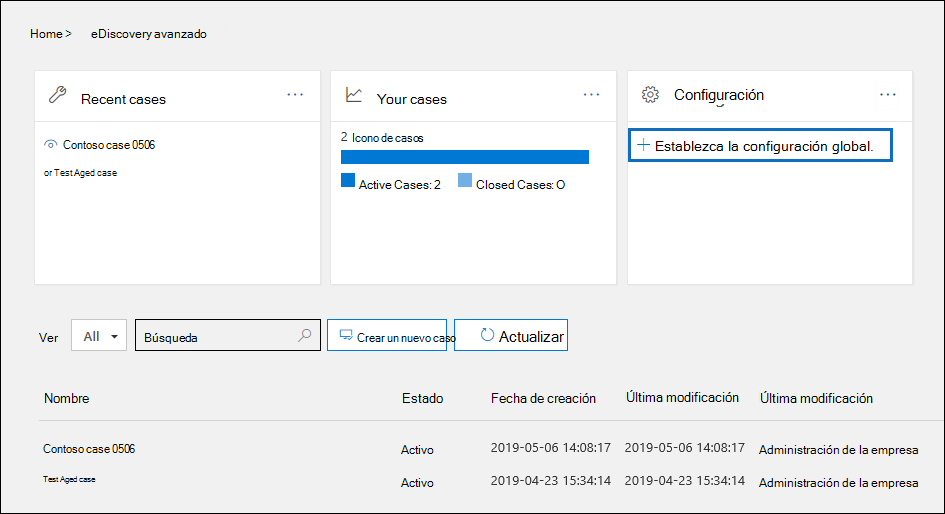 Home > eDiscovery avanzado
Recent cases ...
Contoso case 0506
or Test Aged case
Your cases ...
2 Icono de casos
Active Cases: 2 Closed Cases: O
Configuración ...
+ Establezca la configuración global.
Ver All Búsqueda Crear un nuevo caso Actualizar
Nombre Estado Fecha de creación Última modificación Última modificación
Contoso case 0506 Activo 2019-05-06 14:08:17 2019-05-06 14:08:17 Administración de la empresa
Test Aged case Activo 2019-04-23 15:34:14 2019-04-23 15:34:14 Administración de la empresa